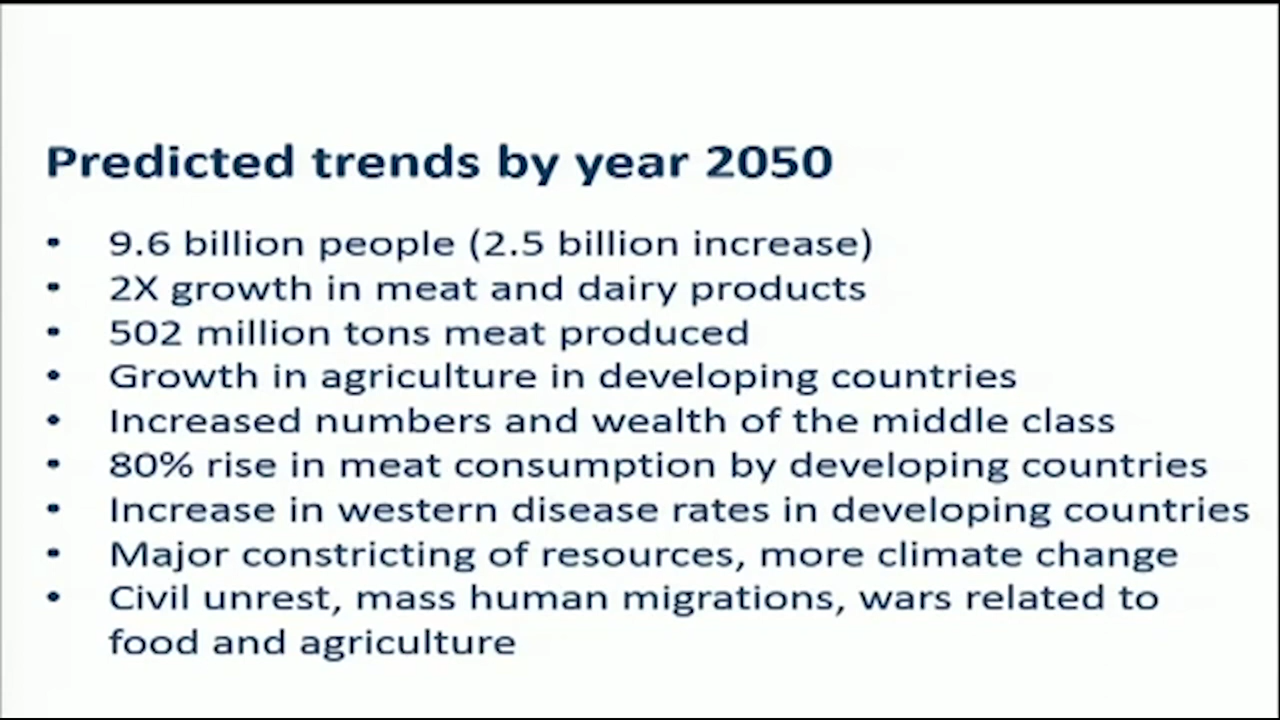 Predicted trends by year 2050
• 9.6 billion people (2.5 billion increase)
• 2X growth in meat and dairy products
• 502 million tons meat produced
• Growth in agriculture in developing countries
• Increased numbers and wealth of the middle class
• 80% rise in meat consumption by developing countries
• Increase in western disease rates in developing countries
• Major constricting of resources, more climate change
• Civil unrest, mass human migrations, wars related to
food and agriculture